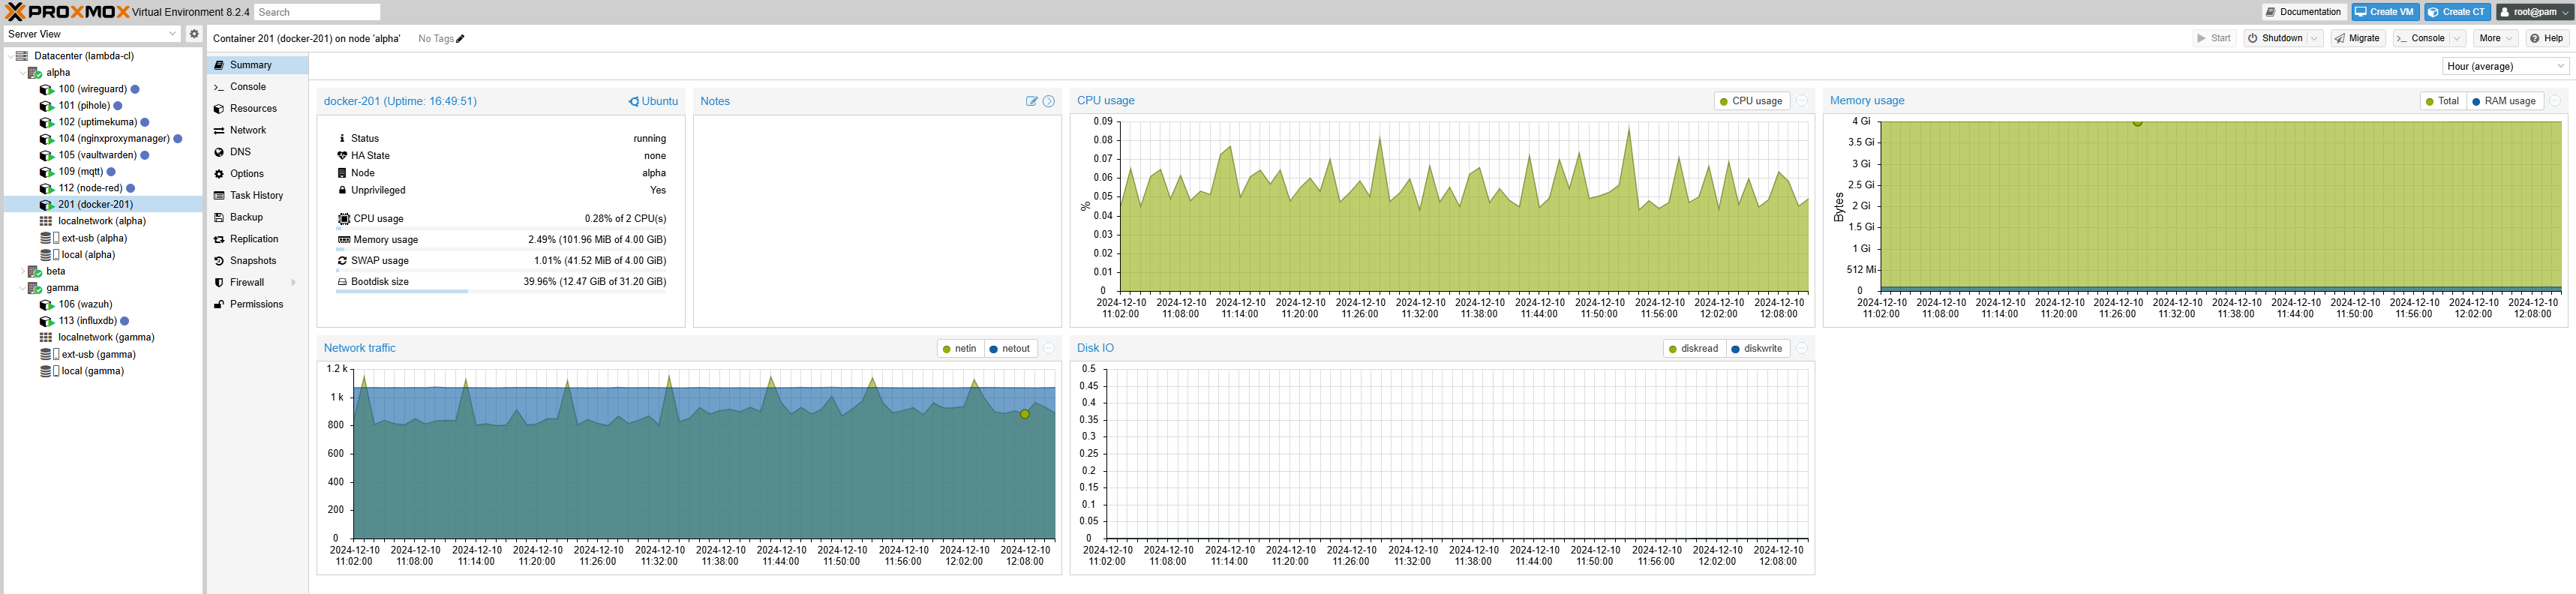 PROXMOX Virtual Environment 8.2.4 Search Documentation Create VM Create CT root@pam
Server View
Container 201 (docker-201) on node 'alpha' No Tags Start Shutdown Migrate Console More Help
Datacenter (lambda-cl)
alpha
100 (wireguard)
101 (pihole)
102 (uptimekuma)
104 (nginxproxymanager)
105 (vaultwarden)
109 (mqtt)
112 (node-red)
201 (docker-201)
localnetwork (alpha)
ext-usb (alpha)
local (alpha)
beta
gamma
106 (wazuh)
113 (influxdb)
localnetwork (gamma)
ext-usb (gamma)
local (gamma)
Summary
Console
Resources
Network
DNS
Options
Task History
Backup
Replication
Snapshots
Firewall
Permissions
Hour (average)
docker-201 (Uptime: 16:49:51) Ubuntu
Status running
HA State none
Node alpha
Unprivileged Yes
CPU usage 0.28% of 2 CPU(s)
Memory usage 2.49% (101.96 MiB of 4.00 GiB)
SWAP usage 1.01% (41.52 MiB of 4.00 GiB)
Bootdisk size 39.96% (12.47 GiB of 31.20 GiB)
Notes
CPU usage CPU usage
0.09
0.08
0.07
0.06
0.05
0.04
0.03
0.02
0.01
0
%
2024-12-10 2024-12-10 2024-12-10 2024-12-10 2024-12-10 2024-12-10 2024-12-10 2024-12-10 2024-12-10 2024-12-10 2024-12-10 2024-12-10
11:02:00 11:08:00 11:14:00 11:20:00 11:26:00 11:32:00 11:38:00 11:44:00 11:50:00 11:56:00 12:02:00 12:08:00
Memory usage Total RAM usage
4 Gi
3.5 Gi
3 Gi
2.5 Gi
2 Gi
1.5 Gi
1 Gi
512 Mi
0
Bytes
2024-12-10 2024-12-10 2024-12-10 2024-12-10 2024-12-10 2024-12-10 2024-12-10 2024-12-10 2024-12-10 2024-12-10 2024-12-10 2024-12-10
11:02:00 11:08:00 11:14:00 11:20:00 11:26:00 11:32:00 11:38:00 11:44:00 11:50:00 11:56:00 12:02:00 12:08:00
Network traffic netin netout
1.2 k
1 k
800
600
400
200
0
2024-12-10 2024-12-10 2024-12-10 2024-12-10 2024-12-10 2024-12-10 2024-12-10 2024-12-10 2024-12-10 2024-12-10 2024-12-10 2024-12-10
11:02:00 11:08:00 11:14:00 11:20:00 11:26:00 11:32:00 11:38:00 11:44:00 11:50:00 11:56:00 12:02:00 12:08:00
Disk IO diskread diskwrite
0.5
0.45
0.4
0.35
0.3
0.25
0.2
0.15
0.1
0.05
0
2024-12-10 2024-12-10 2024-12-10 2024-12-10 2024-12-10 2024-12-10 2024-12-10 2024-12-10 2024-12-10 2024-12-10 2024-12-10 2024-12-10
11:02:00 11:08:00 11:14:00 11:20:00 11:26:00 11:32:00 11:38:00 11:44:00 11:50:00 11:56:00 12:02:00 12:08:00